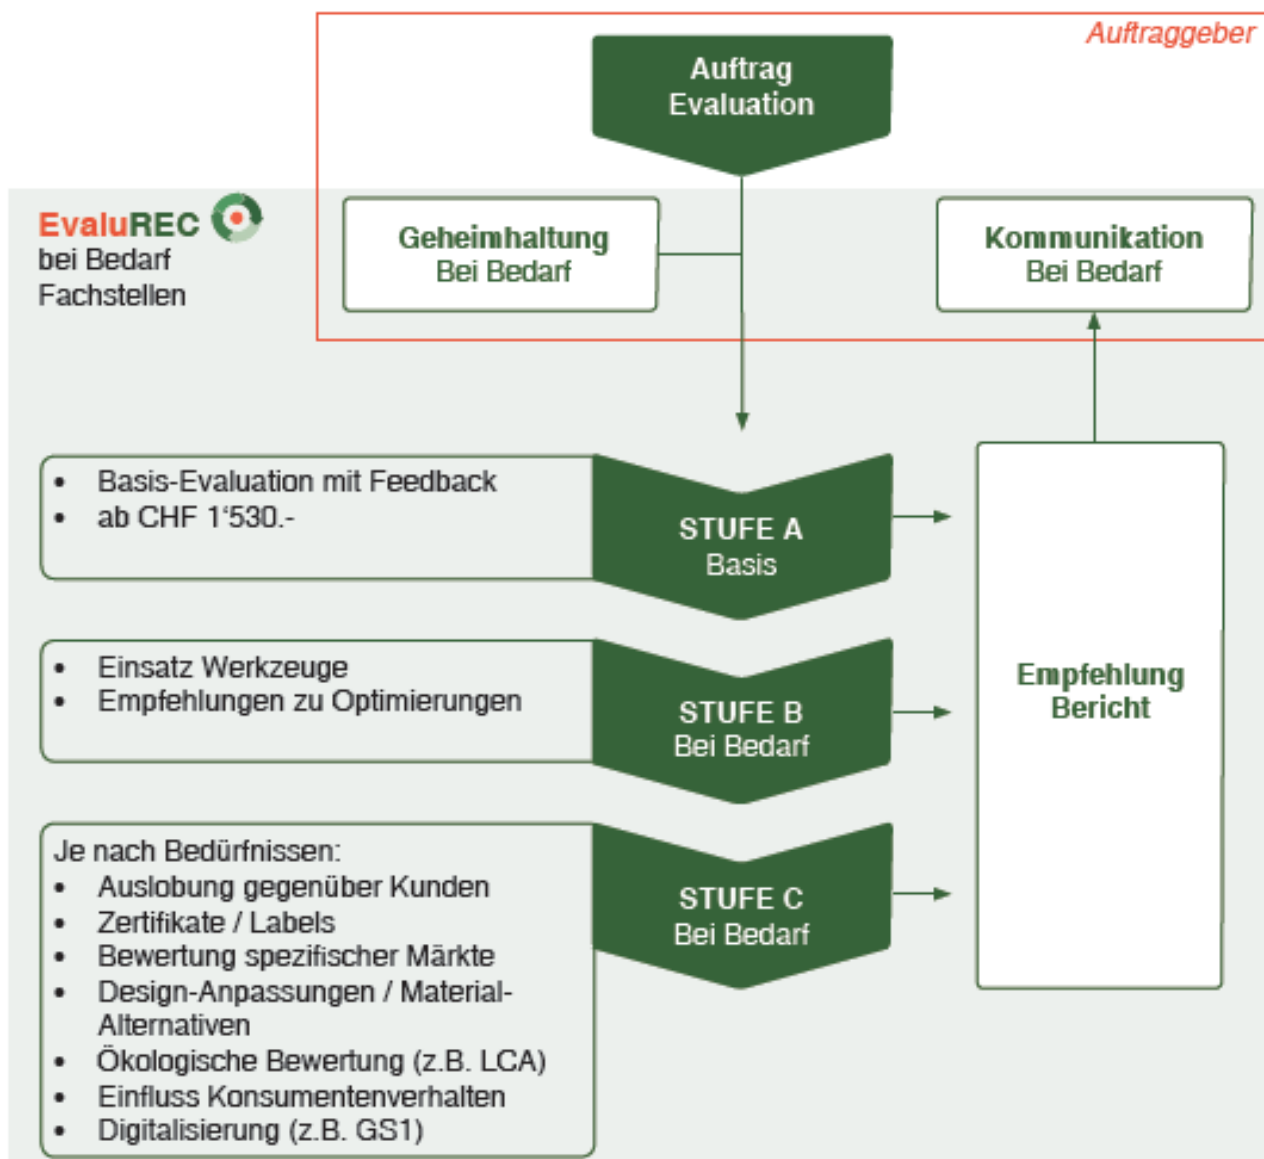 Auftraggeber
Auftrag
Evaluation
EvaluREC
bei Bedarf
Fachstellen
Geheimhaltung
Bei Bedarf
Kommunikation
Bei Bedarf
• Basis-Evaluation mit Feedback
• ab CHF 1‘530.-
STUFE A
Basis
• Einsatz Werkzeuge
• Empfehlungen zu Optimierungen
STUFE B
Bei Bedarf
Empfehlung
Bericht
Je nach Bedürfnissen:
• Auslobung gegenüber Kunden
• Zertifikate / Labels
• Bewertung spezifischer Märkte
• Design-Anpassungen / Material-
Alternativen
• Ökologische Bewertung (z.B. LCA)
• Einfluss Konsumentenverhalten
• Digitalisierung (z.B. GS1)
STUFE C
Bei Bedarf